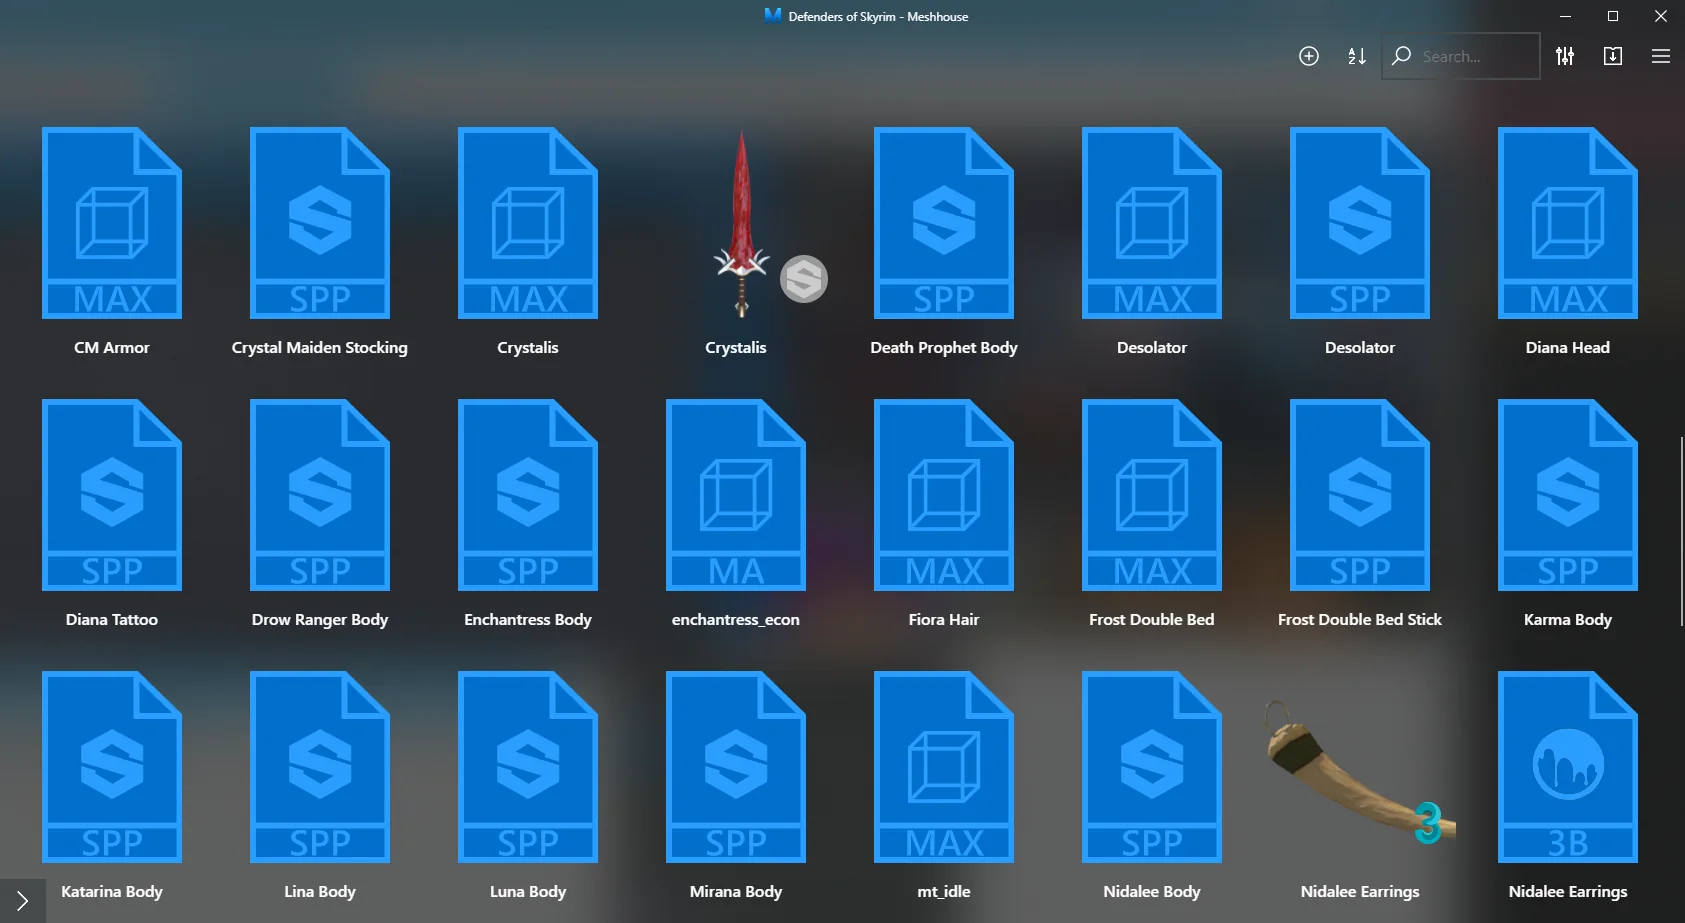 Defenders of Skyrim - Meshhouse
A
Z
Search...
MAX
SPP
MAX
SPP
MAX
SPP
MAX
CM Armor
Crystal Maiden Stocking
Crystalis
Crystalis
Death Prophet Body
Desolator
Desolator
Diana Head
SPP
SPP
SPP
MA
MAX
MAX
SPP
SPP
Diana Tattoo
Drow Ranger Body
Enchantress Body
enchantress_econ
Fiora Hair
Frost Double Bed
Frost Double Bed Stick
Karma Body
SPP
SPP
SPP
SPP
MAX
SPP
3
3B
Katarina Body
Lina Body
Luna Body
Mirana Body
mt_idle
Nidalee Body
Nidalee Earrings
Nidalee Earrings